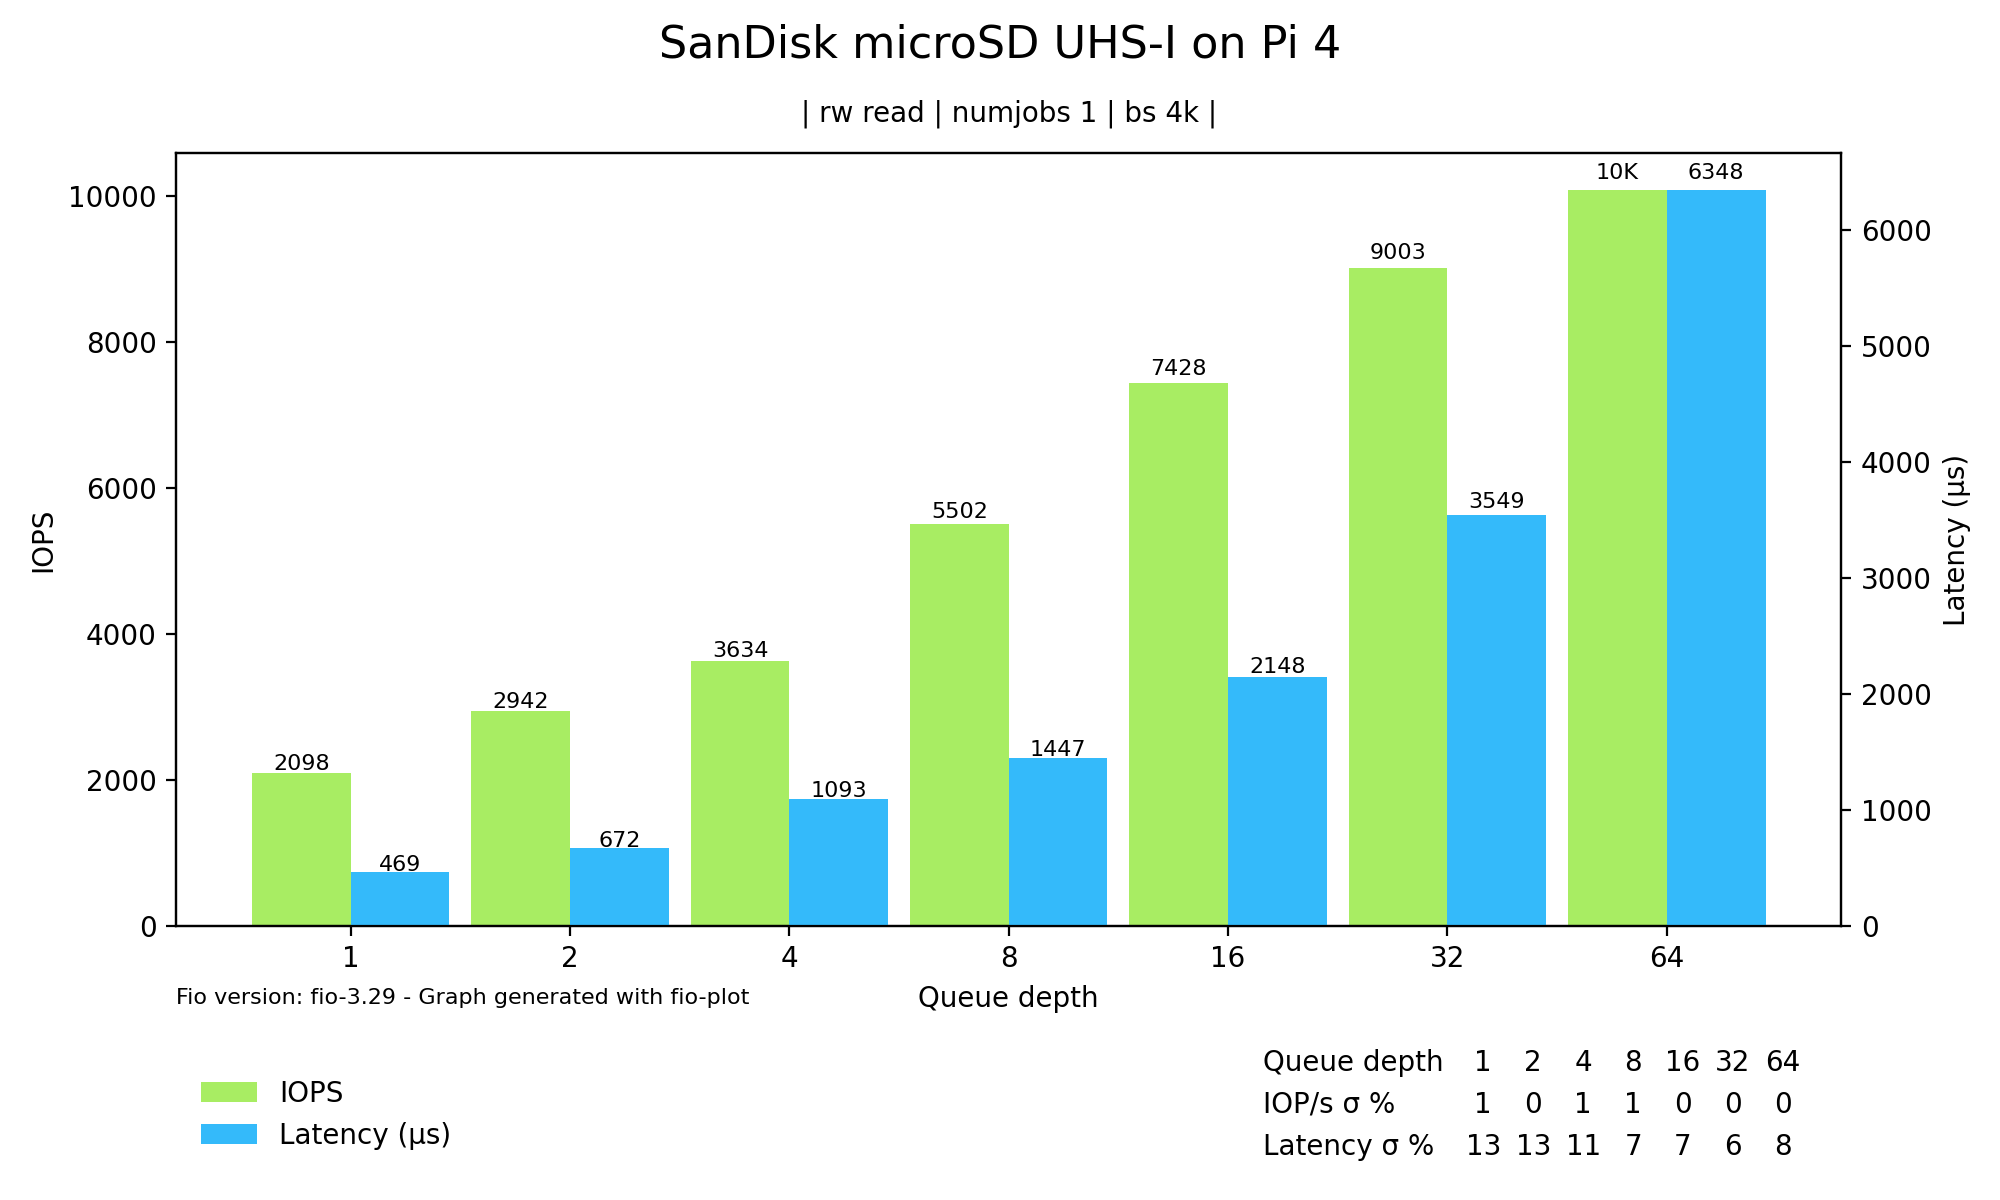 SanDisk microSD UHS-I on Pi 4
| rw read | numjobs 1 | bs 4k |
10K 6348
10000
9003
6000
8000
5000
7428
4000
6000
5502
3549
3000
IOPS
Latency (µs)
4000
3634
2148
2942
2000
1447
2098
2000
1093
1000
672
469
0
0
1 2 4 8 16 32 64
Fio version: fio-3.29 - Graph generated with fio-plot
Queue depth
IOPS
Latency (µs)
Queue depth 1 2 4 8 16 32 64
IOP/s σ % 1 0 1 1 0 0 0
Latency σ % 13 13 11 7 7 6 8